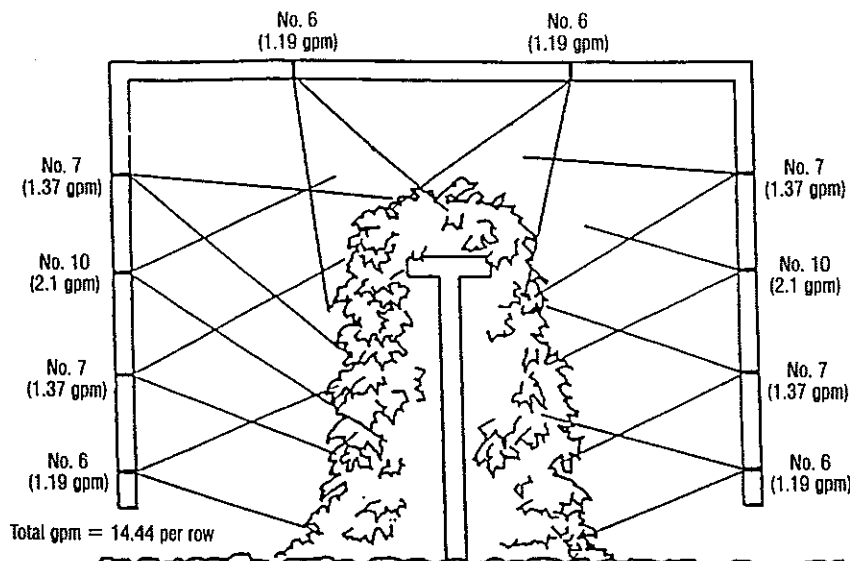 No. 6
(1.19 gpm)
No. 6
(1.19 gpm)
No. 7
(1.37 gpm)
No. 7
(1.37 gpm)
No. 10
(2.1 gpm)
No. 10
(2.1 gpm)
No. 7
(1.37 gpm)
No. 7
(1.37 gpm)
No. 6
(1.19 gpm)
No. 6
(1.19 gpm)
Total gpm = 14.44 per row